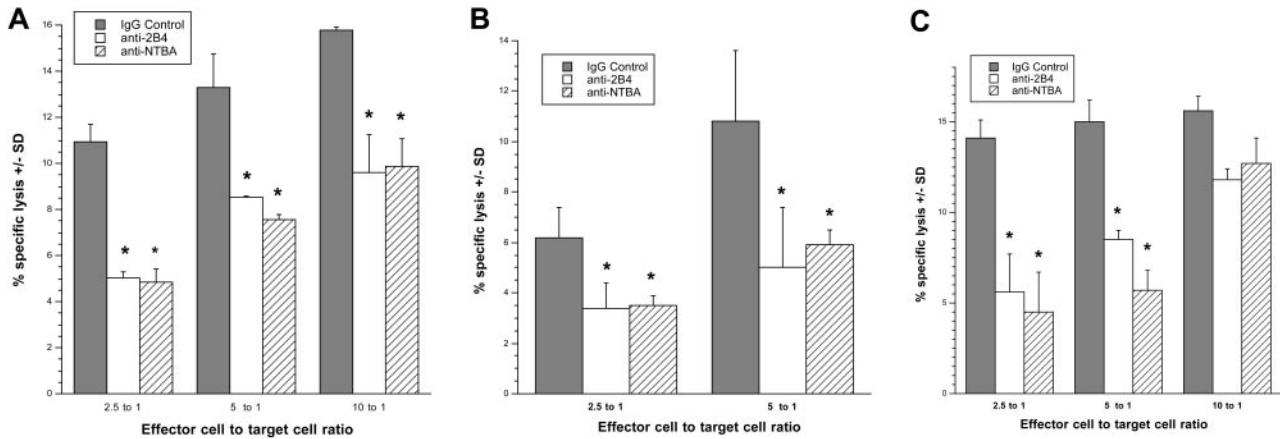 A
IgG Control
anti-2B4
anti-NTBA
% specific lysis +/- SD
16
14
12
10
8
6
4
2
0
* * * * * *
2.5 to 1 5 to 1 10 to 1
Effector cell to target cell ratio
B
IgG Control
anti-2B4
anti-NTBA
% specific lysis +/- SD
14
12
10
8
6
4
2
0
* * * *
2.5 to 1 5 to 1
Effector cell to target cell ratio
C
IgG Control
anti-2B4
anti-NTBA
% specific lysis +/- SD
15
10
5
0
* * * *
2.5 to 1 5 to 1 10 to 1
Effector cell to target cell ratio